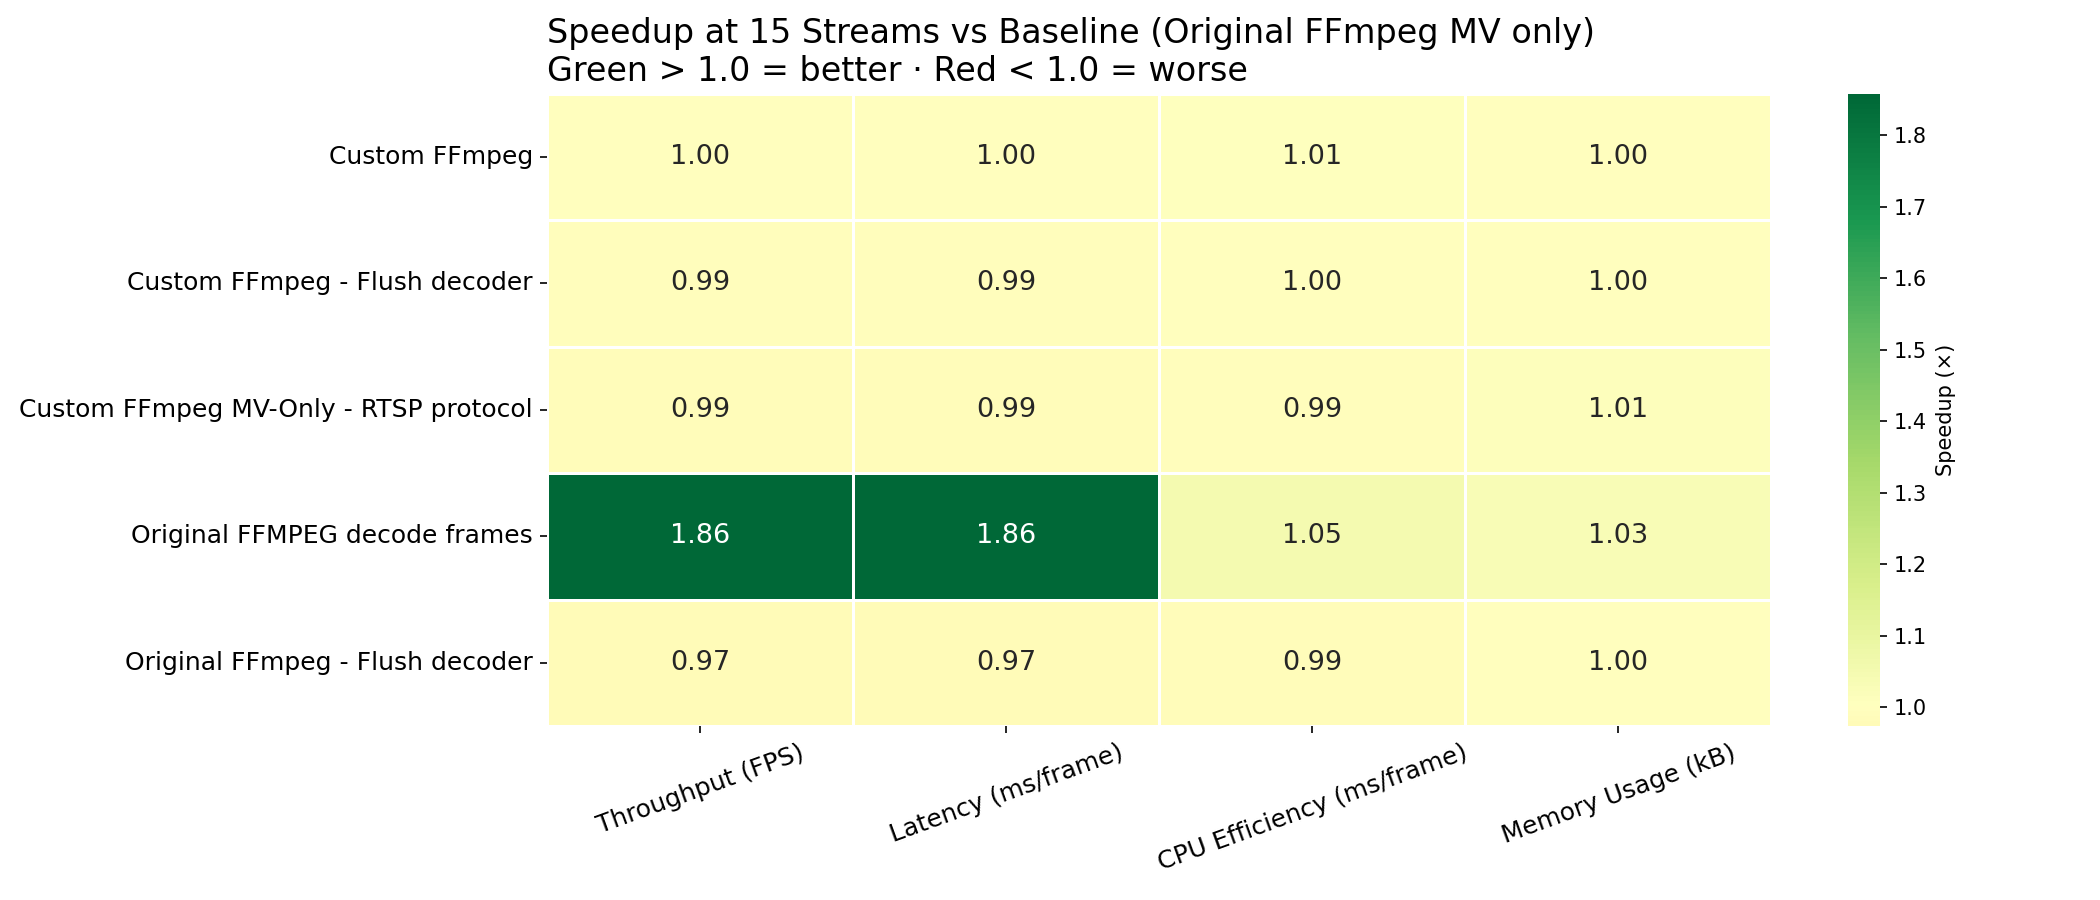 Speedup at 15 Streams vs Baseline (Original FFmpeg MV only)
Green > 1.0 = better · Red < 1.0 = worse
Custom FFmpeg 1.00 1.00 1.01 1.00
Custom FFmpeg - Flush decoder 0.99 0.99 1.00 1.00
Custom FFmpeg MV-Only - RTSP protocol 0.99 0.99 0.99 1.01
Original FFMPEG decode frames 1.86 1.86 1.05 1.03
Original FFmpeg - Flush decoder 0.97 0.97 0.99 1.00
Throughput (FPS) Latency (ms/frame) CPU Efficiency (ms/frame) Memory Usage (kB)
1.8
1.7
1.6
1.5
1.4
1.3
1.2
1.1
1.0
Speedup (×)